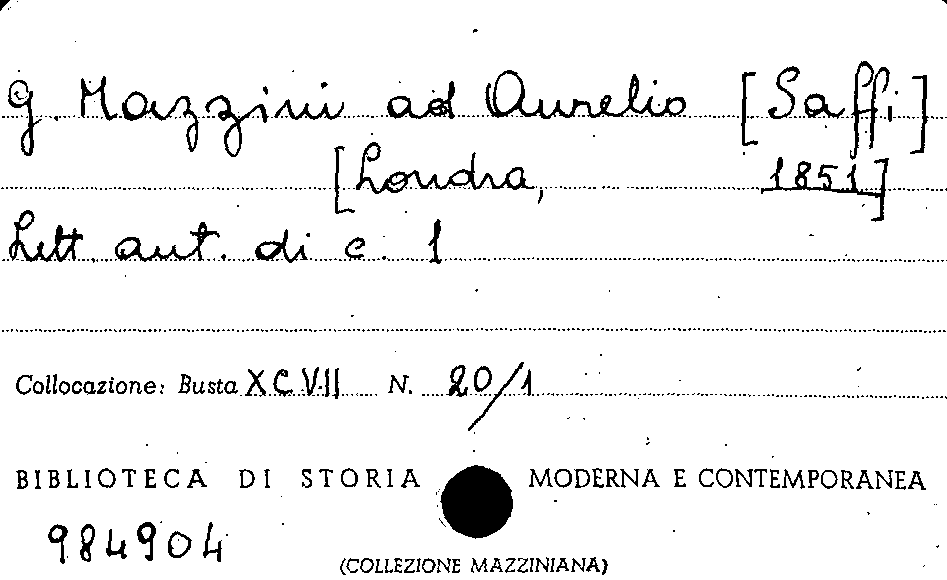 G. Mazzini ad Aurelio [Saffi]
[Londra, 1851]
Lett. aut. di c. 1
Collocazione: Busta XCVII N. 20/1
BIBLIOTECA DI STORIA MODERNA E CONTEMPORANEA
984904
(COLLEZIONE MAZZINIANA)